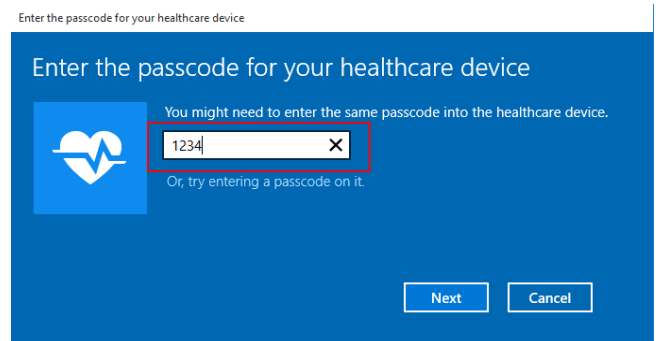 Enter the passcode for your healthcare device
Enter the passcode for your healthcare device
You might need to enter the same passcode into the healthcare device.
1234
Or, try entering a passcode on it.
Next Cancel